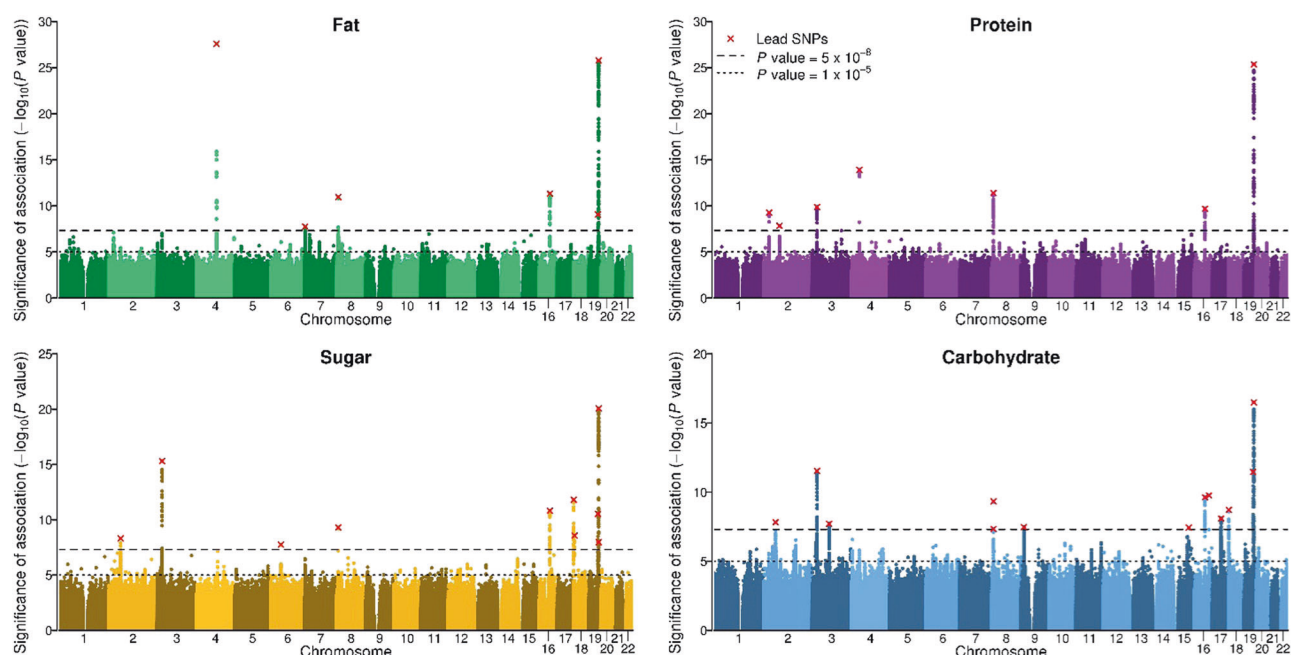 Fat
Significance of association (−log10(P value))
30
25
20
15
10
5
0
1 2 3 4 5 6 7 8 9 10 11 12 13 14 15 16 17 18 19 20 21 22
Chromosome
Protein
Lead SNPs
P value = 5 x 10−8
P value = 1 x 10−5
Significance of association (−log10(P value))
30
25
20
15
10
5
0
1 2 3 4 5 6 7 8 9 10 11 12 13 14 15 16 17 18 19 20 21 22
Chromosome
Sugar
Significance of association (−log10(P value))
25
20
15
10
5
0
1 2 3 4 5 6 7 8 9 10 11 12 13 14 15 16 17 18 19 20 21 22
Chromosome
Carbohydrate
Significance of association (−log10(P value))
20
15
10
5
0
1 2 3 4 5 6 7 8 9 10 11 12 13 14 15 16 17 18 19 20 21 22
Chromosome